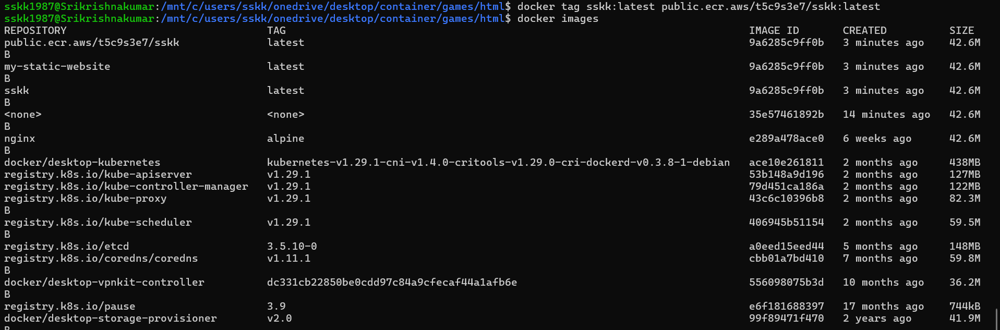 sskk1987@Srikrishnakumar:/mnt/c/users/sskk/onedrive/desktop/container/games/html$ docker tag sskk:latest public.ecr.aws/t5c9s3e7/sskk:latest
sskk1987@Srikrishnakumar:/mnt/c/users/sskk/onedrive/desktop/container/games/html$ docker images
REPOSITORY TAG IMAGE ID CREATED SIZE
public.ecr.aws/t5c9s3e7/sskk latest 9a6285c9ff0b 3 minutes ago 42.6M
B
my-static-website latest 9a6285c9ff0b 3 minutes ago 42.6M
B
sskk latest 9a6285c9ff0b 3 minutes ago 42.6M
B
<none> <none> 35e57461892b 14 minutes ago 42.6M
B
nginx alpine e289a478ace0 6 weeks ago 42.6M
B
docker/desktop-kubernetes kubernetes-v1.29.1-cni-v1.4.0-critools-v1.29.0-cri-dockerd-v0.3.8-1-debian ace10e261811 2 months ago 438MB
registry.k8s.io/kube-apiserver v1.29.1 53b148a9d196 2 months ago 127MB
registry.k8s.io/kube-controller-manager v1.29.1 79d451ca186a 2 months ago 122MB
registry.k8s.io/kube-proxy v1.29.1 43c6c10396b8 2 months ago 82.3M
B
registry.k8s.io/kube-scheduler v1.29.1 406945b51154 2 months ago 59.5M
B
registry.k8s.io/etcd 3.5.10-0 a0eed15eed44 5 months ago 148MB
registry.k8s.io/coredns/coredns v1.11.1 cbb01a7bd410 7 months ago 59.8M
B
docker/desktop-vpnkit-controller dc331cb22850be0cdd97c84a9cfecaf44a1afb6e 556098075b3d 10 months ago 36.2M
B
registry.k8s.io/pause 3.9 e6f181688397 17 months ago 744kB
docker/desktop-storage-provisioner v2.0 99f89471f470 2 years ago 41.9M
B